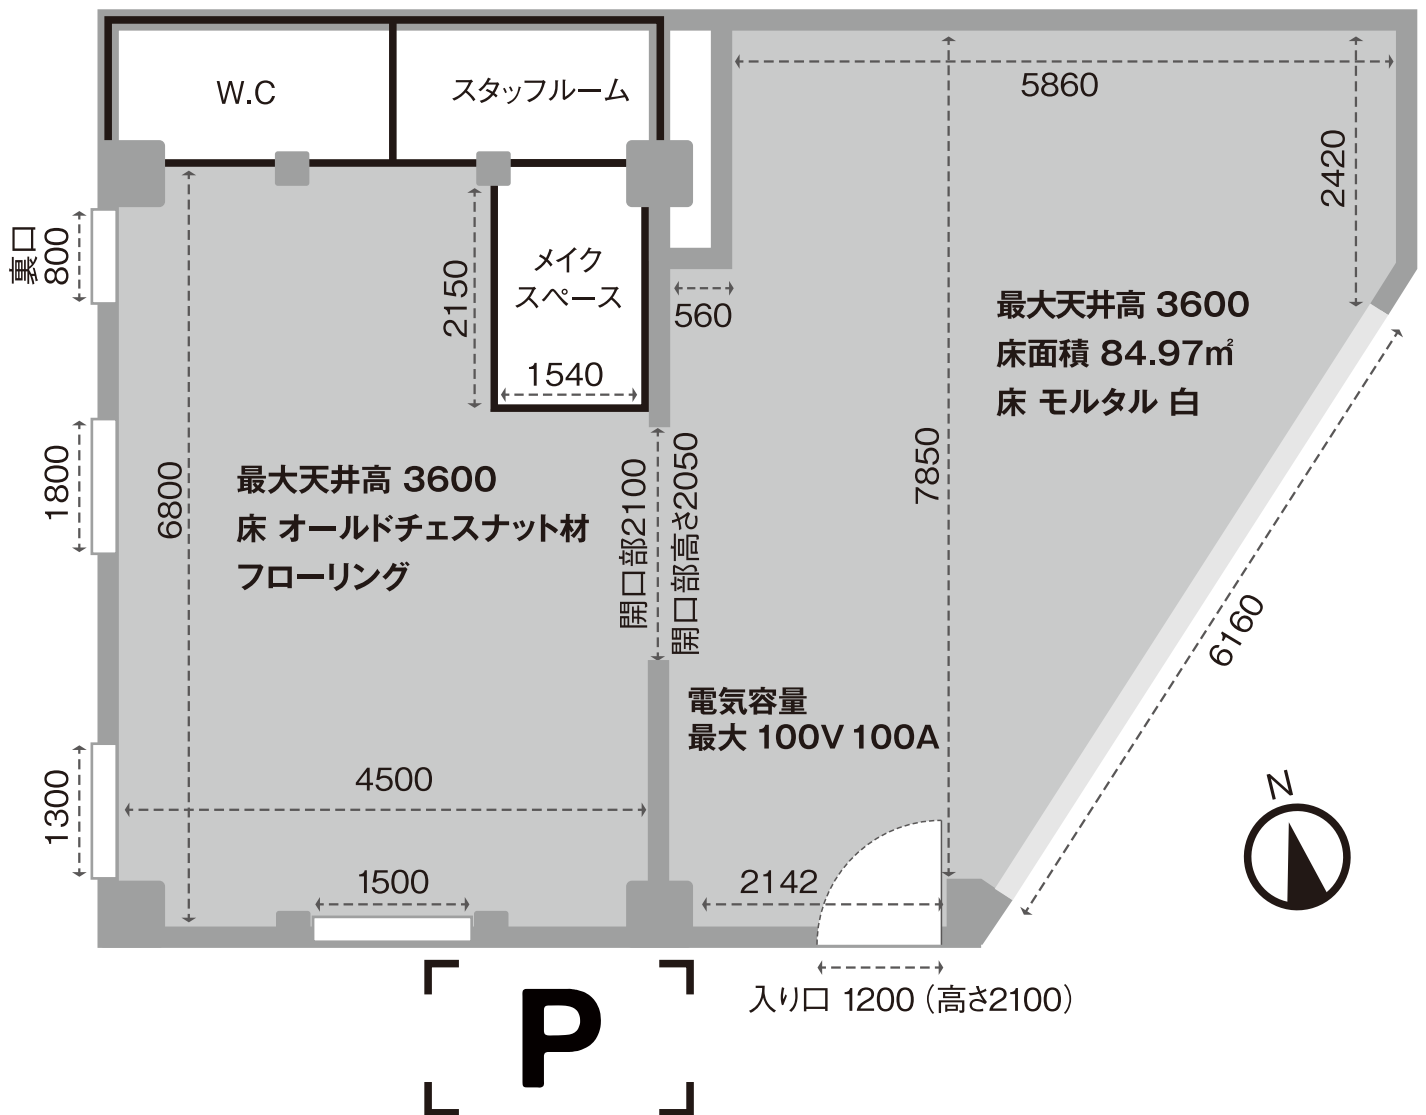 W.C
スタッフルーム
5860
2420
裏口
800
2150
メイク
スペース
560
1540
最大天井高 3600
床面積 84.97㎡
床 モルタル 白
1800
6800
最大天井高 3600
床 オールドチェスナット材
フローリング
開口部2100
開口部高さ2050
7850
6160
電気容量
最大 100V 100A
1300
4500
1500
2142
N
入り口 1200（高さ2100）
P